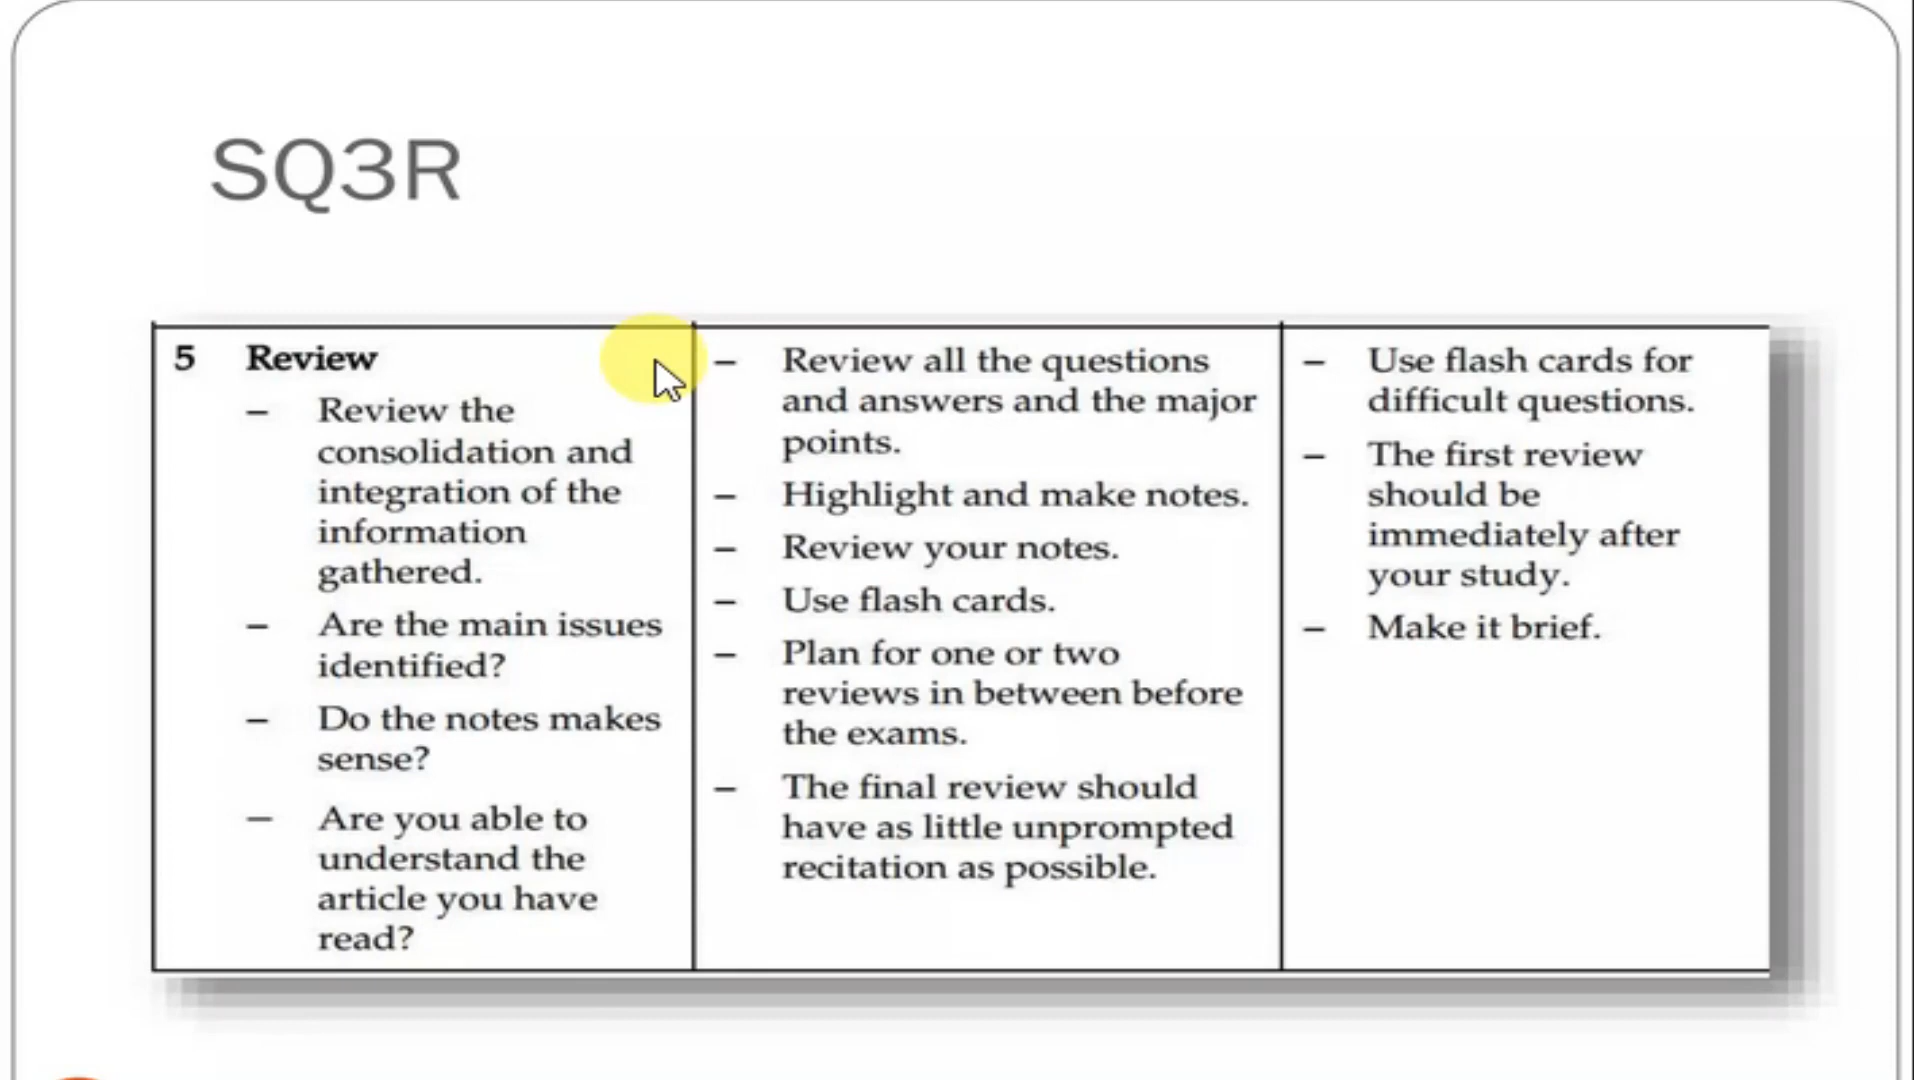 SQ3R
5 Review
– Review the
consolidation and
integration of the
information
gathered.
– Are the main issues
identified?
– Do the notes makes
sense?
– Are you able to
understand the
article you have
read?
– Review all the questions
and answers and the major
points.
– Highlight and make notes.
– Review your notes.
– Use flash cards.
– Plan for one or two
reviews in between before
the exams.
– The final review should
have as little unprompted
recitation as possible.
– Use flash cards for
difficult questions.
– The first review
should be
immediately after
your study.
– Make it brief.